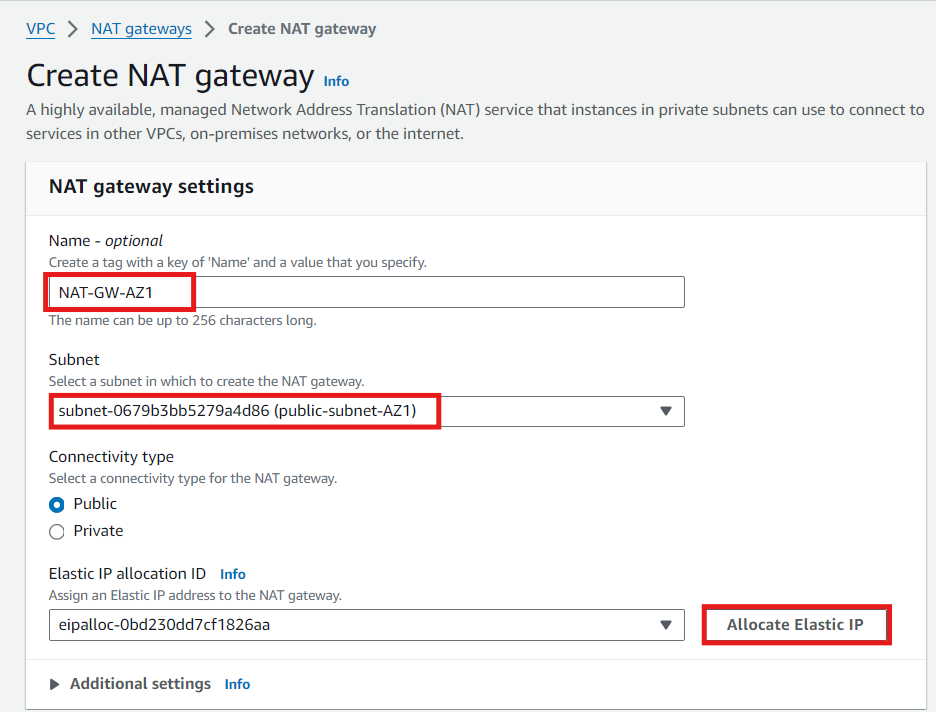 VPC > NAT gateways > Create NAT gateway
Create NAT gateway Info
A highly available, managed Network Address Translation (NAT) service that instances in private subnets can use to connect to
services in other VPCs, on-premises networks, or the internet.
NAT gateway settings
Name - optional
Create a tag with a key of 'Name' and a value that you specify.
NAT-GW-AZ1
The name can be up to 256 characters long.
Subnet
Select a subnet in which to create the NAT gateway.
subnet-0679b3bb5279a4d86 (public-subnet-AZ1)
Connectivity type
Select a connectivity type for the NAT gateway.
Public
Private
Elastic IP allocation ID Info
Assign an Elastic IP address to the NAT gateway.
eipalloc-0bd230dd7cf1826aa Allocate Elastic IP
Additional settings Info